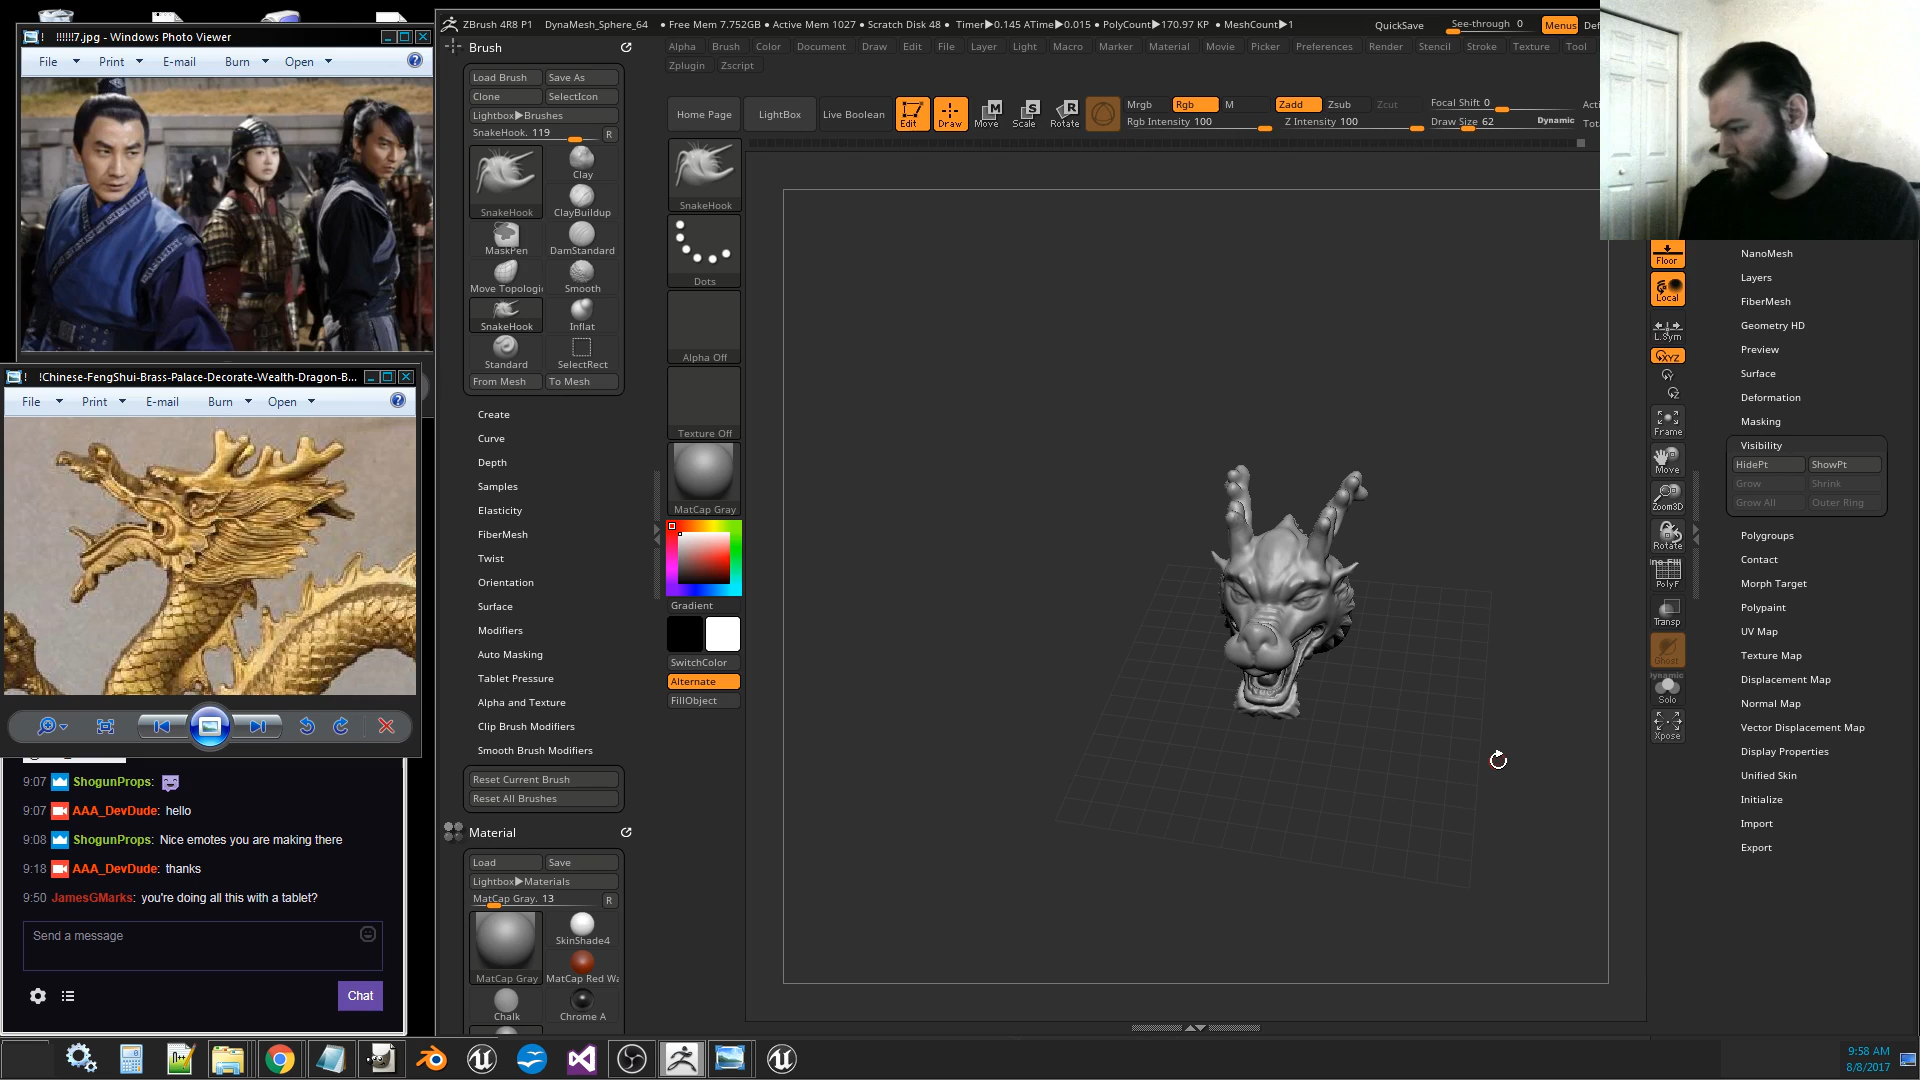 !!!!!!7.jpg - Windows Photo Viewer
File Print E-mail Burn Open
!Chinese-FengShui-Brass-Palace-Decorate-Wealth-Dragon-B...
File Print E-mail Burn Open
9:07 ShogunProps:
9:07 AAA_DevDude: hello
9:08 ShogunProps: Nice emotes you are making there
9:18 AAA_DevDude: thanks
9:50 JamesGMarks: you're doing all this with a tablet?
Send a message
Chat
ZBrush 4R8 P1 DynaMesh_Sphere_64 • Free Mem 7.752GB • Active Mem 1027 • Scratch Disk 48 • Timer▶0.145 ATime▶0.015 • PolyCount▶170.97 KP • MeshCount▶1
QuickSave See-through 0 Menus
Alpha Brush Color Document Draw Edit File Layer Light Macro Marker Material Movie Picker Preferences Render Stencil Stroke Texture Tool
Zplugin Zscript
Home Page LightBox Live Boolean Edit Draw Move Scale Rotate
Mrgb Rgb M Zadd Zsub Zcut Focal Shift 0
Rgb Intensity 100 Z Intensity 100 Draw Size 62 Dynamic
Brush
Load Brush Save As
Clone SelectIcon
Lightbox▶Brushes
SnakeHook. 119 R
SnakeHook Clay
ClayBuildup
MaskPen DamStandard
Move Topologi Smooth
SnakeHook Inflat
Standard SelectRect
From Mesh To Mesh
Create
Curve
Depth
Samples
Elasticity
FiberMesh
Twist
Orientation
Surface
Modifiers
Auto Masking
Tablet Pressure
Alpha and Texture
Clip Brush Modifiers
Smooth Brush Modifiers
Reset Current Brush
Reset All Brushes
Material
Load Save
Lightbox▶Materials
MatCap Gray. 13 R
MatCap Gray SkinShade4
MatCap Red Wa
Chalk Chrome A
SnakeHook
Dots
Alpha Off
Texture Off
MatCap Gray
Gradient
SwitchColor
Alternate
FillObject
Floor
Local
L.Sym
XYZ
Y
Z
Frame
Move
Zoom3D
Rotate
PolyF
Transp
Ghost
Dynamic
Solo
Xpose
NanoMesh
Layers
FiberMesh
Geometry HD
Preview
Surface
Deformation
Masking
Visibility
HidePt ShowPt
Grow Shrink
Grow All Outer Ring
Polygroups
Contact
Morph Target
Polypaint
UV Map
Texture Map
Displacement Map
Normal Map
Vector Displacement Map
Display Properties
Unified Skin
Initialize
Import
Export
9:58 AM
8/8/2017